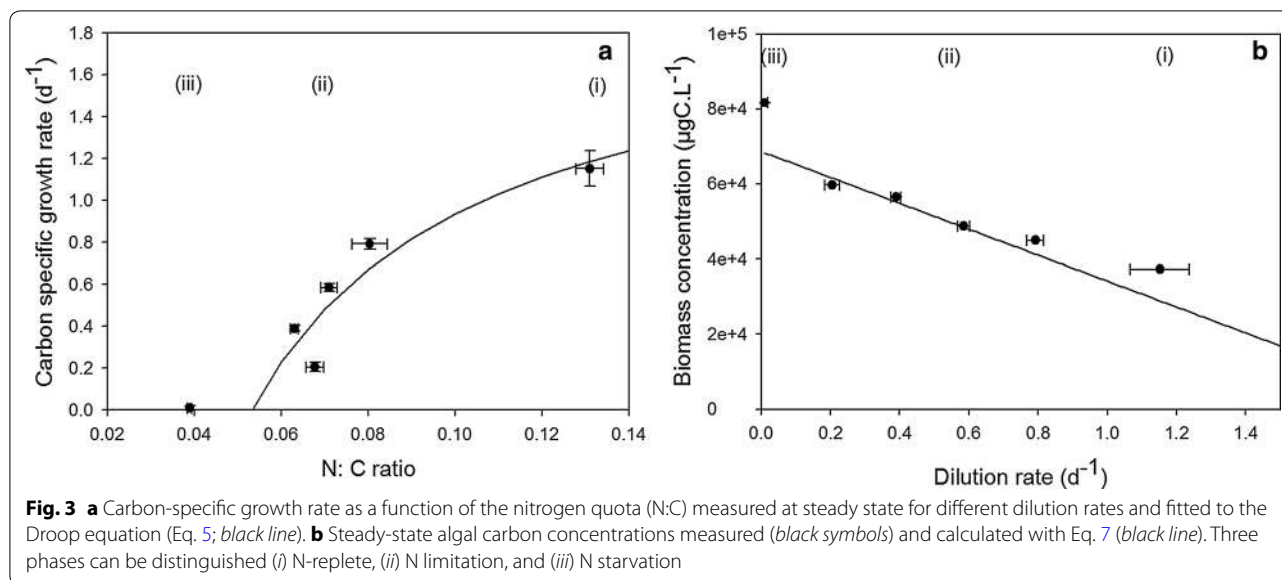 a
Carbon specific growth rate (d⁻¹)
1.8
1.6
1.4
1.2
1.0
0.8
0.6
0.4
0.2
0.0
(iii)
(ii)
(i)
0.02 0.04 0.06 0.08 0.10 0.12 0.14
N: C ratio
b
Biomass concentration (µgC.L⁻¹)
1e+5
8e+4
6e+4
4e+4
2e+4
0
(iii)
(ii)
(i)
0.0 0.2 0.4 0.6 0.8 1.0 1.2 1.4
Dilution rate (d⁻¹)
Fig. 3 a Carbon-specific growth rate as a function of the nitrogen quota (N:C) measured at steady state for different dilution rates and fitted to the
Droop equation (Eq. 5; black line). b Steady-state algal carbon concentrations measured (black symbols) and calculated with Eq. 7 (black line). Three
phases can be distinguished (i) N-replete, (ii) N limitation, and (iii) N starvation